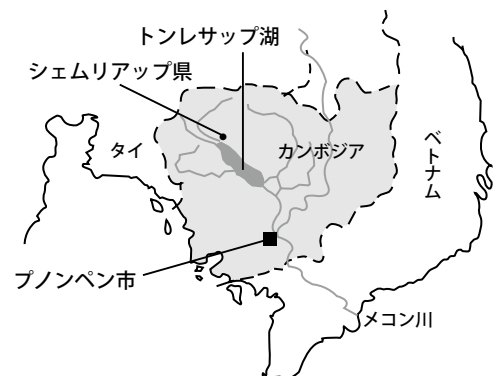 トンレサップ湖
シェムリアップ県
タイ
カンボジア
ベトナム
プノンペン市
メコン川